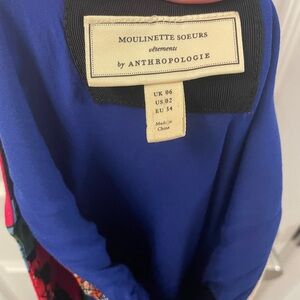 MOULINETTE SOEURS
vêtements
by ANTHROPOLOGIE
UK 06
US 02
EU 34
Made in
China